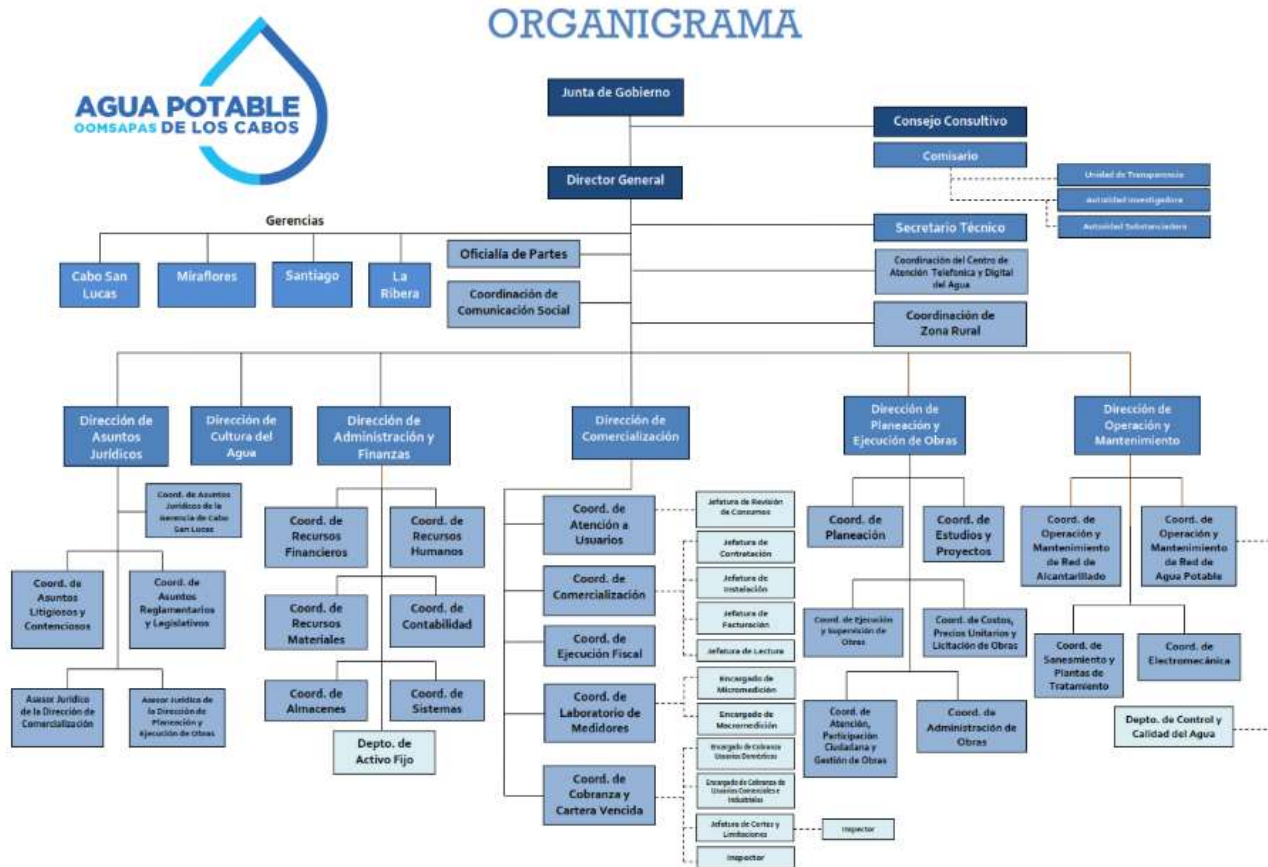 ORGANIGRAMA
AGUA POTABLE
OOMSAPAS DE LOS CABOS
Junta de Gobierno
Consejo Consultivo
Comisario
Unidad de Transparencia
Autoridad Investigadora
Autoridad Substanciadora
Director General
Gerencias
Secretario Técnico
Oficialía de Partes
Cabo San
Lucas
Miraflores
Santiago
La
Ribera
Coordinación del Centro de
Atención Telefonica y Digital
del Agua
Coordinación de
Comunicación Social
Coordinación de
Zona Rural
Dirección de
Asuntos
Jurídicos
Dirección de
Cultura del
Agua
Dirección de
Administración y
Finanzas
Dirección de
Comercialización
Dirección de
Planeación y
Ejecución de Obras
Dirección de
Operación y
Mantenimiento
Coord. de Asuntos
Jurídicos de la
Gerencia de Cabo
San Lucas
Coord. de
Asuntos
Litigiosos y
Contenciosos
Coord. de
Asuntos
Reglamentarios
y Legislativos
Asesor Jurídico
de la Dirección de
Comercialización
Asesor Jurídico de
la Dirección de
Planeación y
Ejecución de Obras
Coord. de
Recursos
Financieros
Coord. de
Recursos
Humanos
Coord. de
Recursos
Materiales
Coord. de
Contabilidad
Coord. de
Almacenes
Coord. de
Sistemas
Depto. de
Activo Fijo
Coord. de
Atención a
Usuarios
Jefatura de Revisión
de Consumos
Coord. de
Comercialización
Jefatura de
Contratación
Jefatura de
Instalación
Jefatura de
Facturación
Jefatura de Lectura
Coord. de
Ejecución Fiscal
Coord. de
Laboratorio de
Medidores
Encargado de
Micromedición
Encargado de
Macromedición
Coord. de
Cobranza y
Cartera Vencida
Encargado de Cobranza
Usuarios Domésticos
Encargado de Cobranza de
Usuarios Comerciales e
Industriales
Jefatura de Cortes y
Limitaciones
Inspector
Inspector
Coord. de
Planeación
Coord. de
Estudios y
Proyectos
Coord. de Ejecución
y Supervisión de
Obras
Coord. de Costos,
Precios Unitarios y
Licitación de Obras
Coord. de
Atención,
Participación
Ciudadana y
Gestión de Obras
Coord. de
Administración de
Obras
Coord. de
Operación y
Mantenimiento
de Red de
Alcantarillado
Coord. de
Operación y
Mantenimiento
de Red de
Agua Potable
Coord. de
Saneamiento y
Plantas de
Tratamiento
Coord. de
Electromecánica
Depto. de Control y
Calidad del Agua